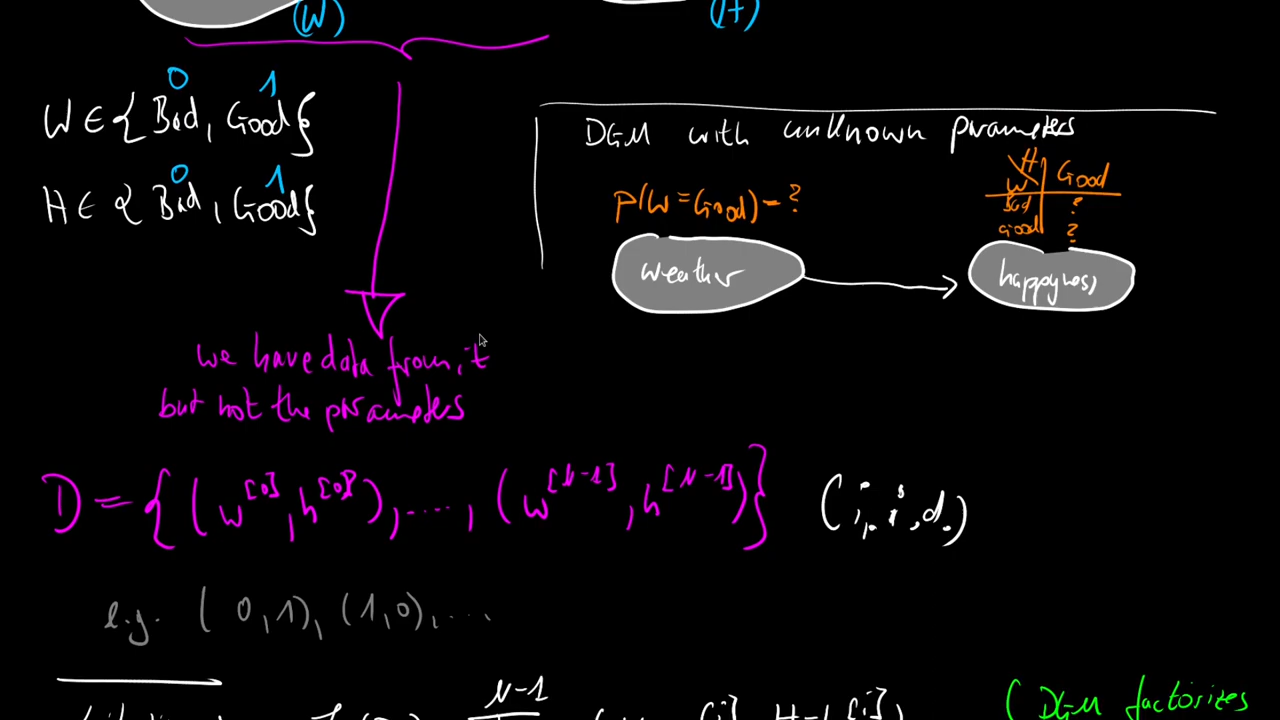 (W)
(H)
0 1
W ∈ { Bad, Good }
0 1
H ∈ { Bad, Good }
DGM with unknown parameters
P(W = Good) = ?
H
W
Good
Bad ?
Good ?
weather
happyness
we have data from it
but not the parameters
D = { (w^[0], h^[0]), ...., (w^[N-1], h^[N-1]) } (i.i.d.)
e.g. (0,1), (1,0), ...
N-1
( DGM factorizes